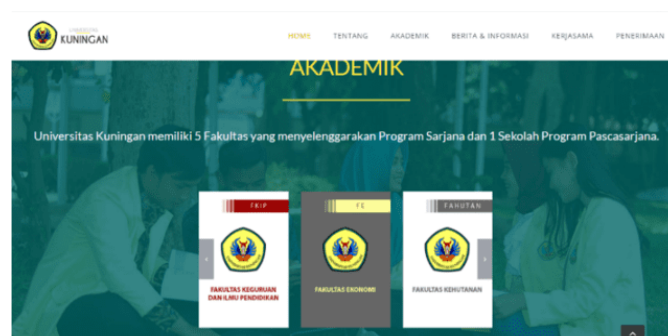 UNIVERSITAS
KUNINGAN
HOME TENTANG AKADEMIK BERITA & INFORMASI KERJASAMA PENERIMAAN
AKADEMIK
Universitas Kuningan memiliki 5 Fakultas yang menyelenggarakan Program Sarjana dan 1 Sekolah Program Pascasarjana.
FKIP
FE
FAHUTAN
FAKULTAS KEGURUAN
DAN ILMU PENDIDIKAN
FAKULTAS EKONOMI
FAKULTAS KEHUTANAN